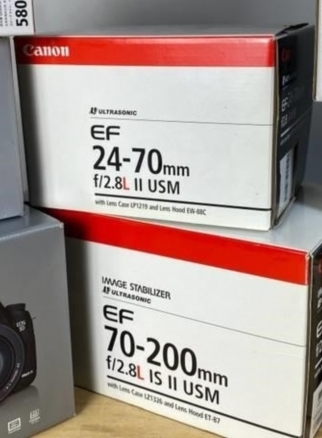 580
Canon
ULTRASONIC
EF
24-70mm
f/2.8L II USM
with Lens Case LP1219 and Lens Hood EW-88C
IMAGE STABILIZER
ULTRASONIC
EF
70-200mm
f/2.8L IS II USM
with Lens Case LZ1326 and Lens Hood ET-87